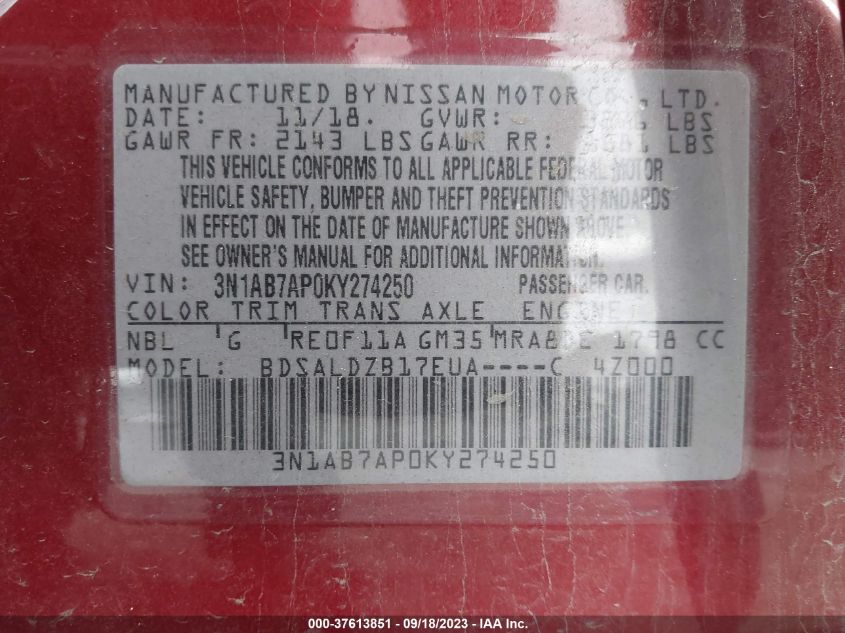 MANUFACTURED BY NISSAN MOTOR CO., LTD.
DATE: 11/18. GVWR: LBS
GAWR FR: 2143 LBS GAWR RR: LBS
THIS VEHICLE CONFORMS TO ALL APPLICABLE FEDERAL MOTOR
VEHICLE SAFETY, BUMPER AND THEFT PREVENTION STANDARDS
IN EFFECT ON THE DATE OF MANUFACTURE SHOWN ABOVE
SEE OWNER'S MANUAL FOR ADDITIONAL INFORMATION.
VIN: 3N1AB7AP0KY274250 PASSENGER CAR.
COLOR TRIM TRANS AXLE ENGINE
NBL G RE0F11A GM35 MRA8DE 1798 CC
MODEL: BDSALDZB17EUA----C 4Z000
3N1AB7AP0KY274250
000-37613851 - 09/18/2023 - IAA Inc.